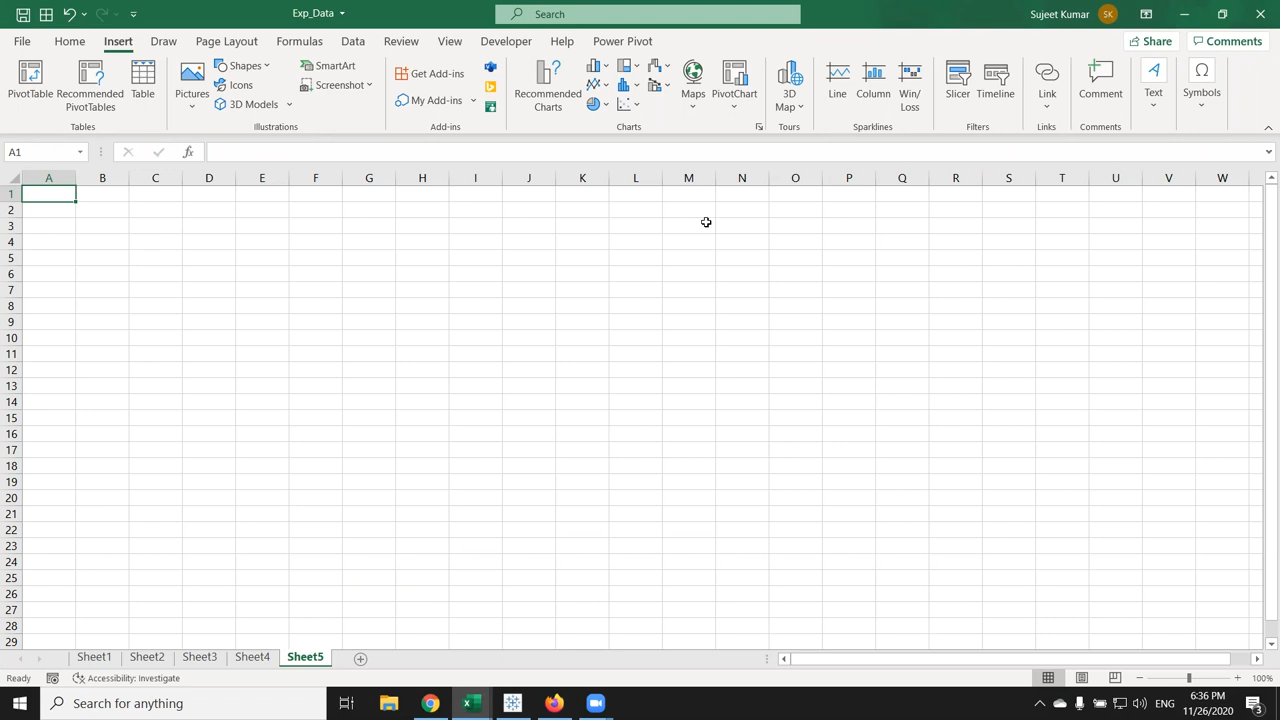 Exp_Data
Search
Sujeet Kumar
SK
File Home Insert Draw Page Layout Formulas Data Review View Developer Help Power Pivot
Share
Comments
PivotTable
Recommended
PivotTables
Table
Tables
Pictures
Shapes
Icons
3D Models
SmartArt
Screenshot
Illustrations
Get Add-ins
My Add-ins
Add-ins
Recommended
Charts
Maps
PivotChart
Charts
3D
Map
Tours
Line
Column
Win/
Loss
Sparklines
Slicer
Timeline
Filters
Link
Links
Comment
Comments
Text
Symbols
A1
fx
A B C D E F G H I J K L M N O P Q R S T U V W
1
2
3
4
5
6
7
8
9
10
11
12
13
14
15
16
17
18
19
20
21
22
23
24
25
26
27
28
29
Sheet1 Sheet2 Sheet3 Sheet4 Sheet5
Ready
Accessibility: Investigate
100%
Search for anything
ENG
6:36 PM
11/26/2020
3